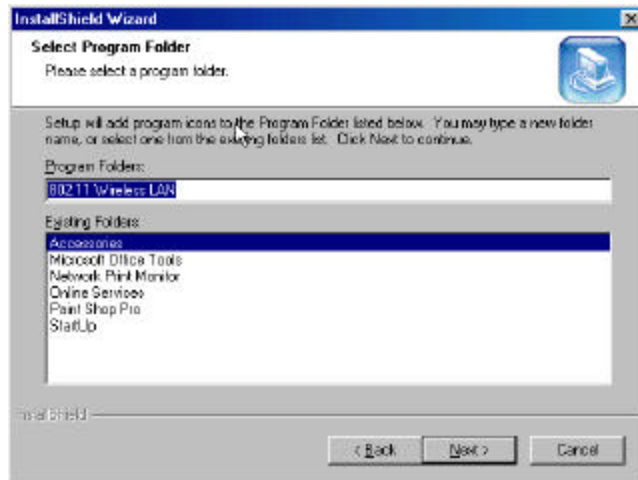 InstallShield Wizard
Select Program Folder
Please select a program folder.
Setup will add program icons to the Program Folder listed below. You may type a new folder
name, or select one from the existing folders list. Click Next to continue.
Program Folders:
802.11 Wireless LAN
Existing Folders:
Accessories
Microsoft Office Tools
Network Print Monitor
Online Services
Paint Shop Pro
StartUp
InstallShield
< Back
Next >
Cancel